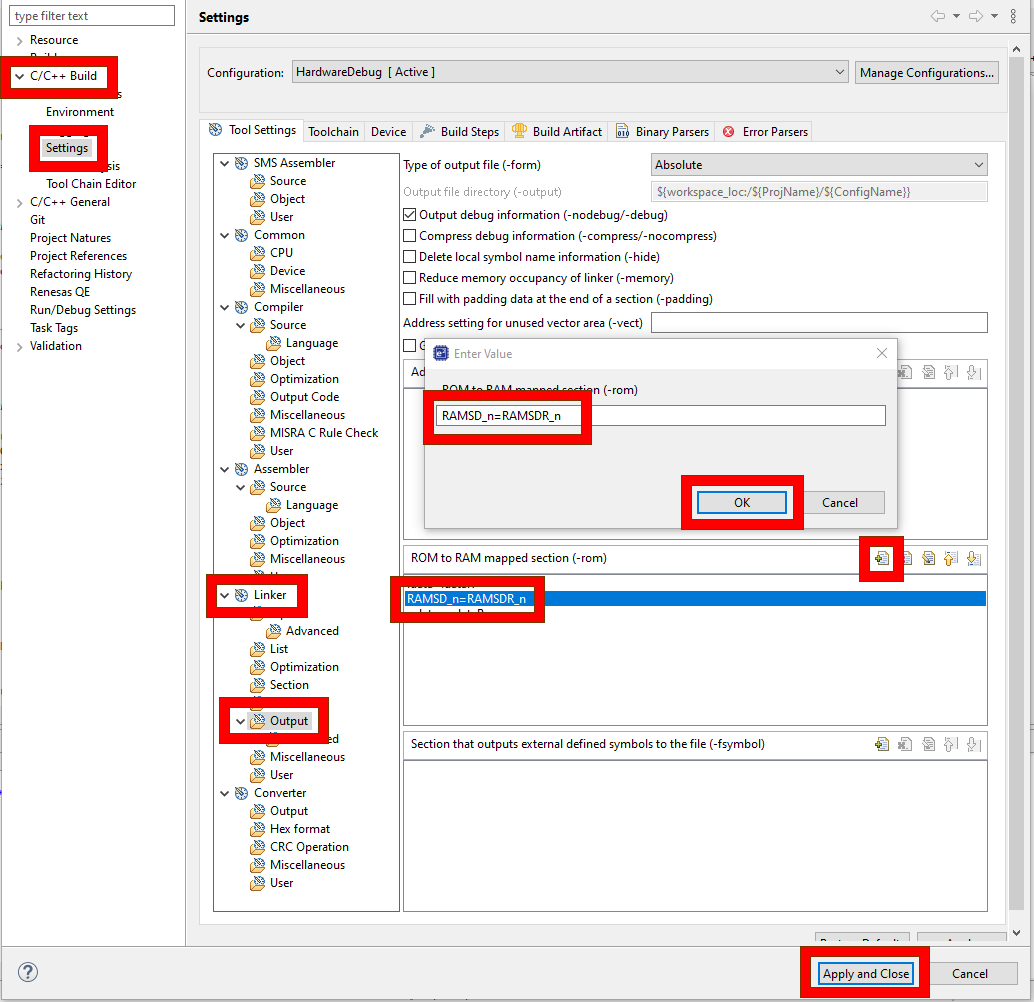 type filter text
Settings
Resource
C/C++ Build
Environment
Settings
Tool Chain Editor
C/C++ General
Git
Project Natures
Project References
Refactoring History
Renesas QE
Run/Debug Settings
Task Tags
Validation
Configuration:
HardwareDebug [ Active ]
Manage Configurations...
Tool Settings
Toolchain
Device
Build Steps
Build Artifact
Binary Parsers
Error Parsers
SMS Assembler
Source
Object
User
Common
CPU
Device
Miscellaneous
Compiler
Source
Language
Object
Optimization
Output Code
Miscellaneous
MISRA C Rule Check
User
Assembler
Source
Language
Object
Optimization
Miscellaneous
Linker
Advanced
List
Optimization
Section
Output
Miscellaneous
User
Converter
Output
Hex format
CRC Operation
Miscellaneous
User
Type of output file (-form)
Absolute
Output file directory (-output)
${workspace_loc:/${ProjName}/${ConfigName}}
Output debug information (-nodebug/-debug)
Compress debug information (-compress/-nocompress)
Delete local symbol name information (-hide)
Reduce memory occupancy of linker (-memory)
Fill with padding data at the end of a section (-padding)
Address setting for unused vector area (-vect)
Enter Value
ROM to RAM mapped section (-rom)
RAMSD_n=RAMSDR_n
OK
Cancel
ROM to RAM mapped section (-rom)
RAMSD_n=RAMSDR_n
Section that outputs external defined symbols to the file (-fsymbol)
Apply and Close
Cancel